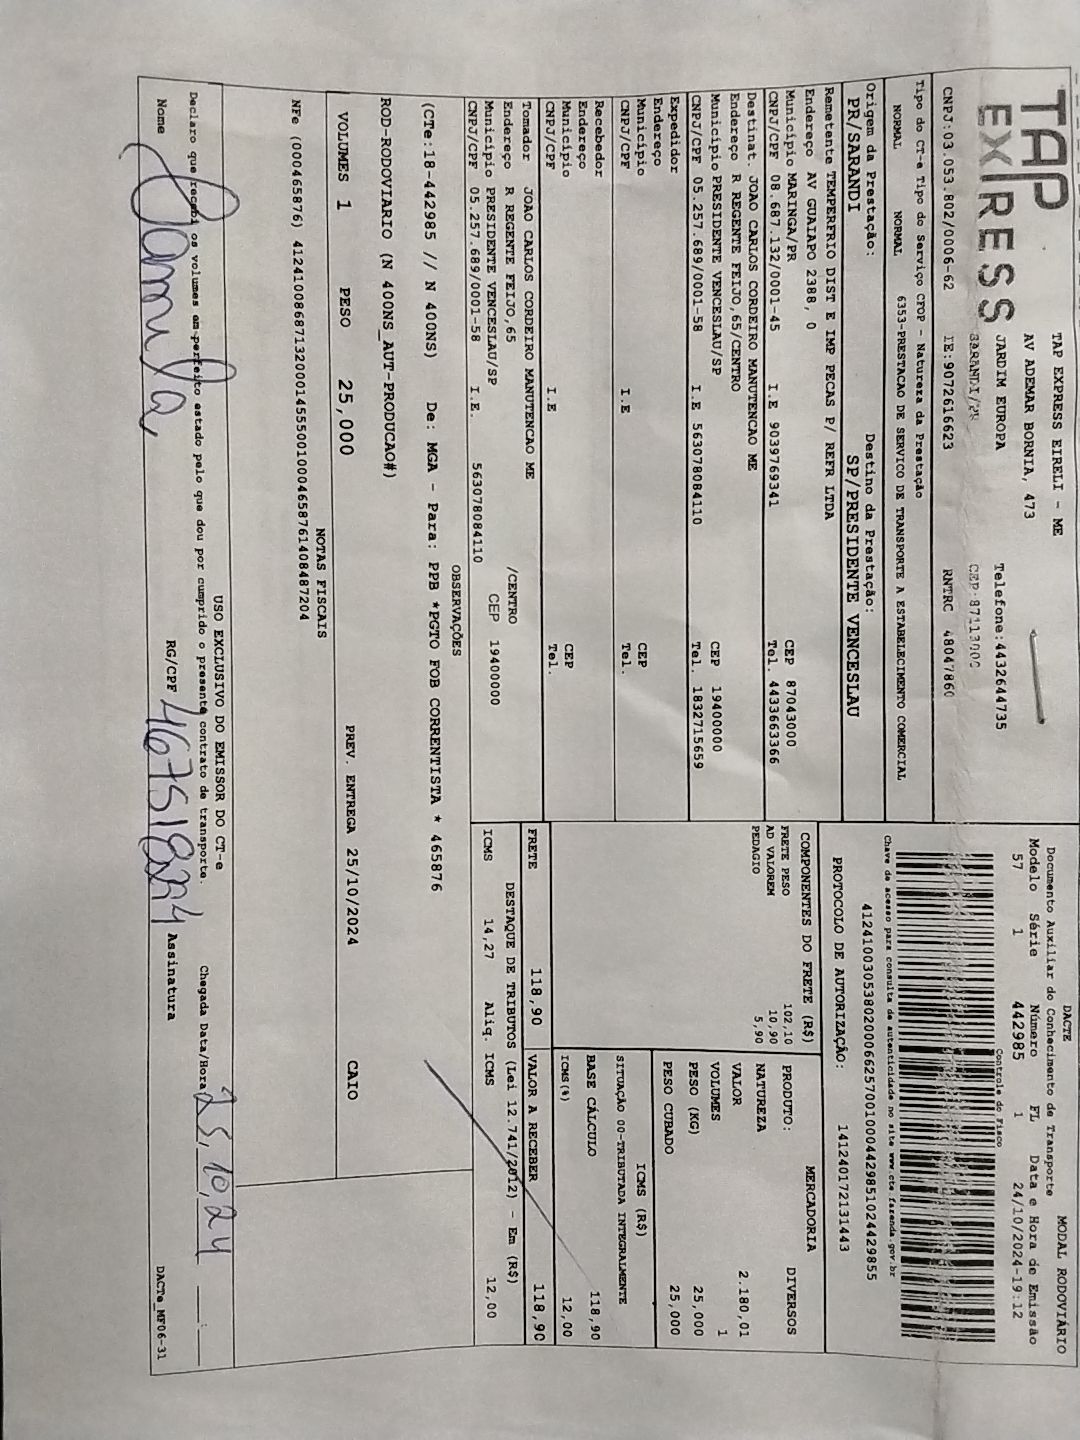 TAP
EXPRESS
TAP EXPRESS EIRELI - ME
AV ADEMAR BORNIA, 473
JARDIM EUROPA Telefone:4432644735
SARANDI/PR CEP 87113000
CNPJ:03.053.802/0006-62 IE:9072616623 RNTRC 48047860
Tipo do CT-e Tipo do Serviço CFOP - Natureza da Prestação
NORMAL NORMAL 6353-PRESTACAO DE SERVICO DE TRANSPORTE A ESTABELECIMENTO COMERCIAL
Origem da Prestação: Destino da Prestação:
PR/SARANDI SP/PRESIDENTE VENCESLAU
DACTE MODAL RODOVIÁRIO
Documento Auxiliar do Conhecimento de Transporte
Modelo Série Número FL Data e Hora de Emissão
57 1 442985 1 24/10/2024-19:12
Controle do Fisco
Chave de acesso para consulta de autenticidade no site www.cte.fazenda.gov.br
41241003053802000662570010004429851024429855
PROTOCOLO DE AUTORIZAÇÃO: 141240172131443
Remetente TEMPERFRIO DIST E IMP PECAS P/ REFR LTDA
Endereço AV GUAIAPO 2388, 0
Município MARINGA/PR CEP 87043000
CNPJ/CPF 08.687.132/0001-45 I.E 9039769341 Tel. 4433663366
Destinat. JOAO CARLOS CORDEIRO MANUTENCAO ME
Endereço R REGENTE FEIJO,65/CENTRO
Município PRESIDENTE VENCESLAU/SP CEP 19400000
CNPJ/CPF 05.257.689/0001-58 I.E 563078084110 Tel. 1832715659
Expedidor
Endereço
Município CEP
CNPJ/CPF I.E Tel.
Recebedor
Endereço
Município CEP
CNPJ/CPF I.E Tel.
Tomador JOAO CARLOS CORDEIRO MANUTENCAO ME
Endereço R REGENTE FEIJO,65 /CENTRO
Município PRESIDENTE VENCESLAU/SP CEP 19400000
CNPJ/CPF 05.257.689/0001-58 I.E. 563078084110
COMPONENTES DO FRETE (R$)
FRETE PESO 102,10
AD VALOREM 10,90
PEDAGIO 5,90
MERCADORIA
PRODUTO: DIVERSOS
NATUREZA
VALOR 2.180,01
VOLUMES 1
PESO (KG) 25,000
PESO CUBADO 25,000
ICMS (R$)
SITUAÇÃO 00-TRIBUTADA INTEGRALMENTE
BASE CÁLCULO 118,90
ICMS(%) 12,00
FRETE 118,90 VALOR A RECEBER 118,90
DESTAQUE DE TRIBUTOS (Lei 12.741/2012) - Em (R$)
ICMS 14,27 Aliq. ICMS 12,00
OBSERVAÇÕES
(CTe:18-442985 // N 400NS) De: MGA - Para: PPB *PGTO FOB CORRENTISTA * 465876
ROD-RODOVIARIO (N 400NS_AUT-PRODUCAO#)
VOLUMES 1 PESO 25,000 PREV. ENTREGA 25/10/2024 CAIO
NOTAS FISCAIS
NFe (000465876) 41241008687132000145550010004658761408487204
USO EXCLUSIVO DO EMISSOR DO CT-e
Declaro que recebi os volumes em perfeito estado pelo que dou por cumprido o presente contrato de transporte. Chegada Data/Hora 25, 10, 24 __:__
Nome RG/CPF Assinatura
DACTe_MF06-31